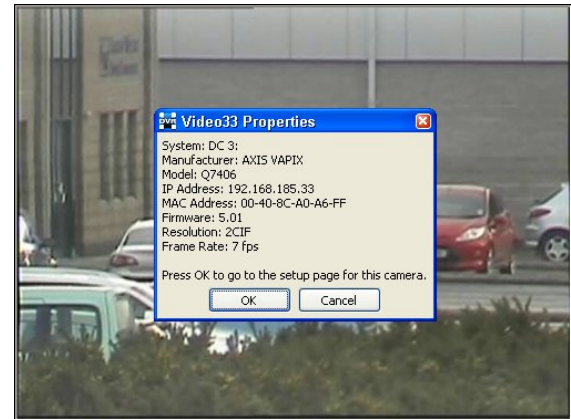 DVR Video33 Properties
System: DC 3:
Manufacturer: AXIS VAPIX
Model: Q7406
IP Address: 192.168.185.33
MAC Address: 00-40-8C-A0-A6-FF
Firmware: 5.01
Resolution: 2CIF
Frame Rate: 7 fps
Press OK to go to the setup page for this camera.
OK Cancel